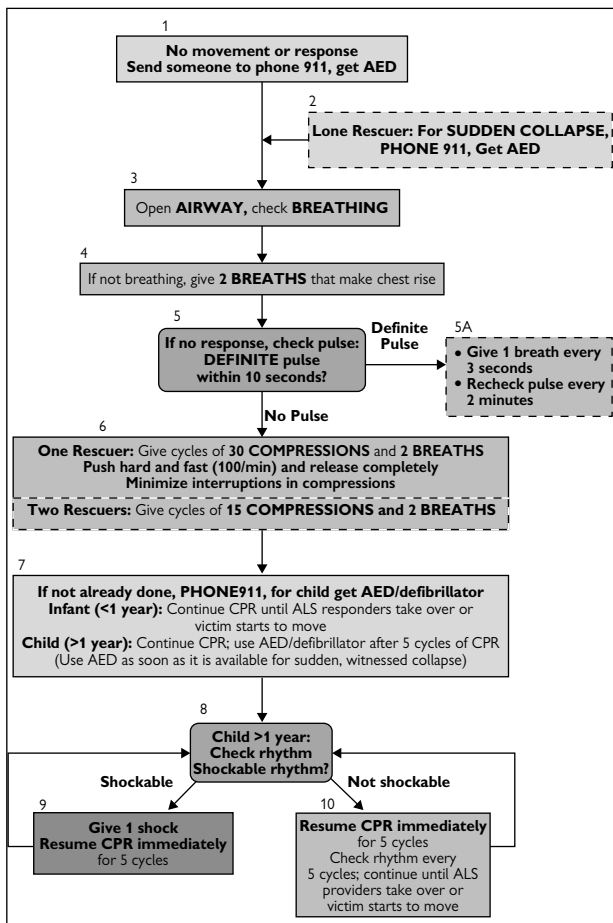 1
No movement or response
Send someone to phone 911, get AED
2
Lone Rescuer: For SUDDEN COLLAPSE,
PHONE 911, Get AED
3
Open AIRWAY, check BREATHING
4
If not breathing, give 2 BREATHS that make chest rise
5
If no response, check pulse:
DEFINITE pulse
within 10 seconds?
Definite
Pulse
5A
• Give 1 breath every
3 seconds
• Recheck pulse every
2 minutes
No Pulse
6
One Rescuer: Give cycles of 30 COMPRESSIONS and 2 BREATHS
Push hard and fast (100/min) and release completely
Minimize interruptions in compressions
Two Rescuers: Give cycles of 15 COMPRESSIONS and 2 BREATHS
7
If not already done, PHONE911, for child get AED/defibrillator
Infant (<1 year): Continue CPR until ALS responders take over or
victim starts to move
Child (>1 year): Continue CPR; use AED/defibrillator after 5 cycles of CPR
(Use AED as soon as it is available for sudden, witnessed collapse)
8
Child >1 year:
Check rhythm
Shockable rhythm?
Shockable
Not shockable
9
Give 1 shock
Resume CPR immediately
for 5 cycles
10
Resume CPR immediately
for 5 cycles
Check rhythm every
5 cycles; continue until ALS
providers take over or
victim starts to move